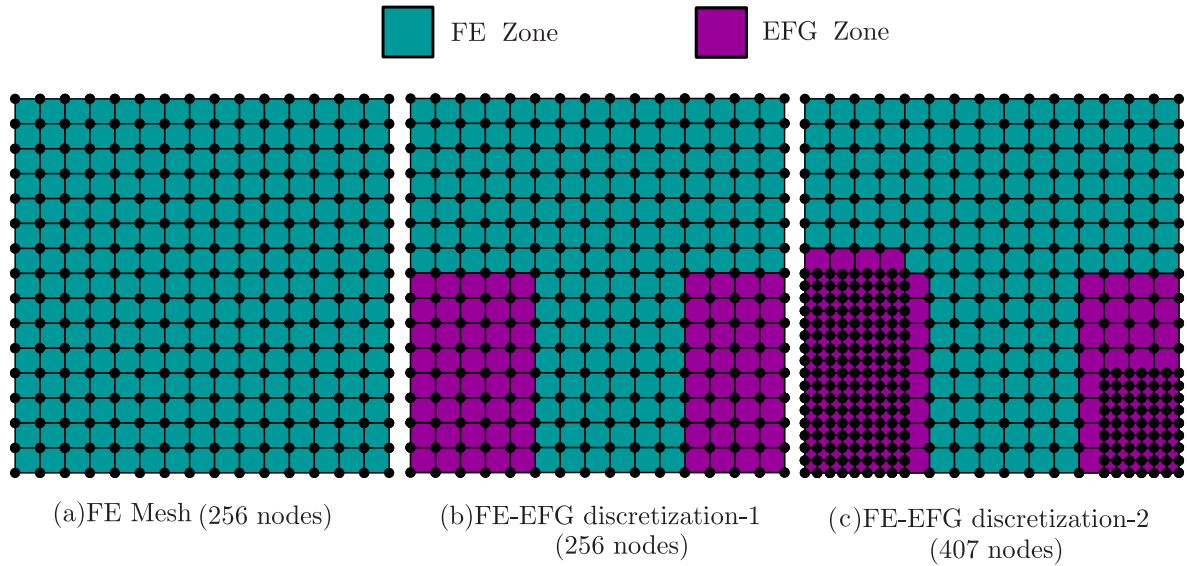 FE Zone
EFG Zone
(a)FE Mesh (256 nodes)
(b)FE-EFG discretization-1
(256 nodes)
(c)FE-EFG discretization-2
(407 nodes)